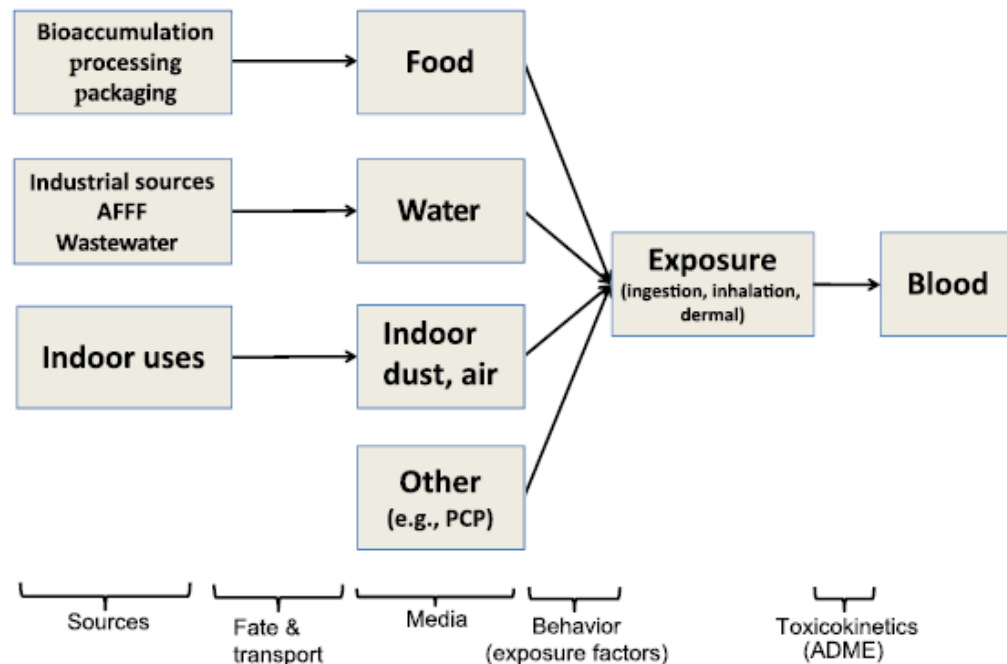 Bioaccumulation
processing
packaging
Food
Industrial sources
AFFF
Wastewater
Water
Exposure
(ingestion, inhalation,
dermal)
Blood
Indoor uses
Indoor
dust, air
Other
(e.g., PCP)
Sources
Fate &
transport
Media
Behavior
(exposure factors)
Toxicokinetics
(ADME)